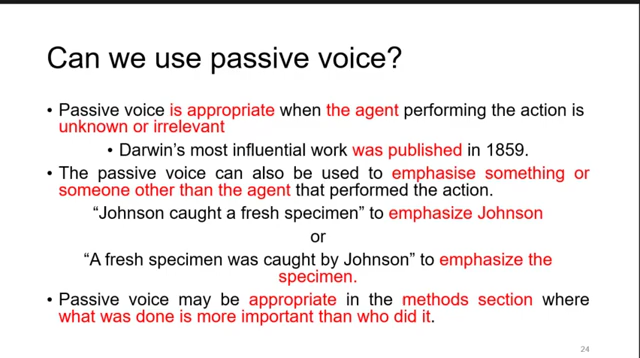 Can we use passive voice?
• Passive voice is appropriate when the agent performing the action is
unknown or irrelevant
• Darwin's most influential work was published in 1859.
• The passive voice can also be used to emphasise something or
someone other than the agent that performed the action.
“Johnson caught a fresh specimen” to emphasize Johnson
or
“A fresh specimen was caught by Johnson” to emphasize the
specimen.
• Passive voice may be appropriate in the methods section where
what was done is more important than who did it.
24